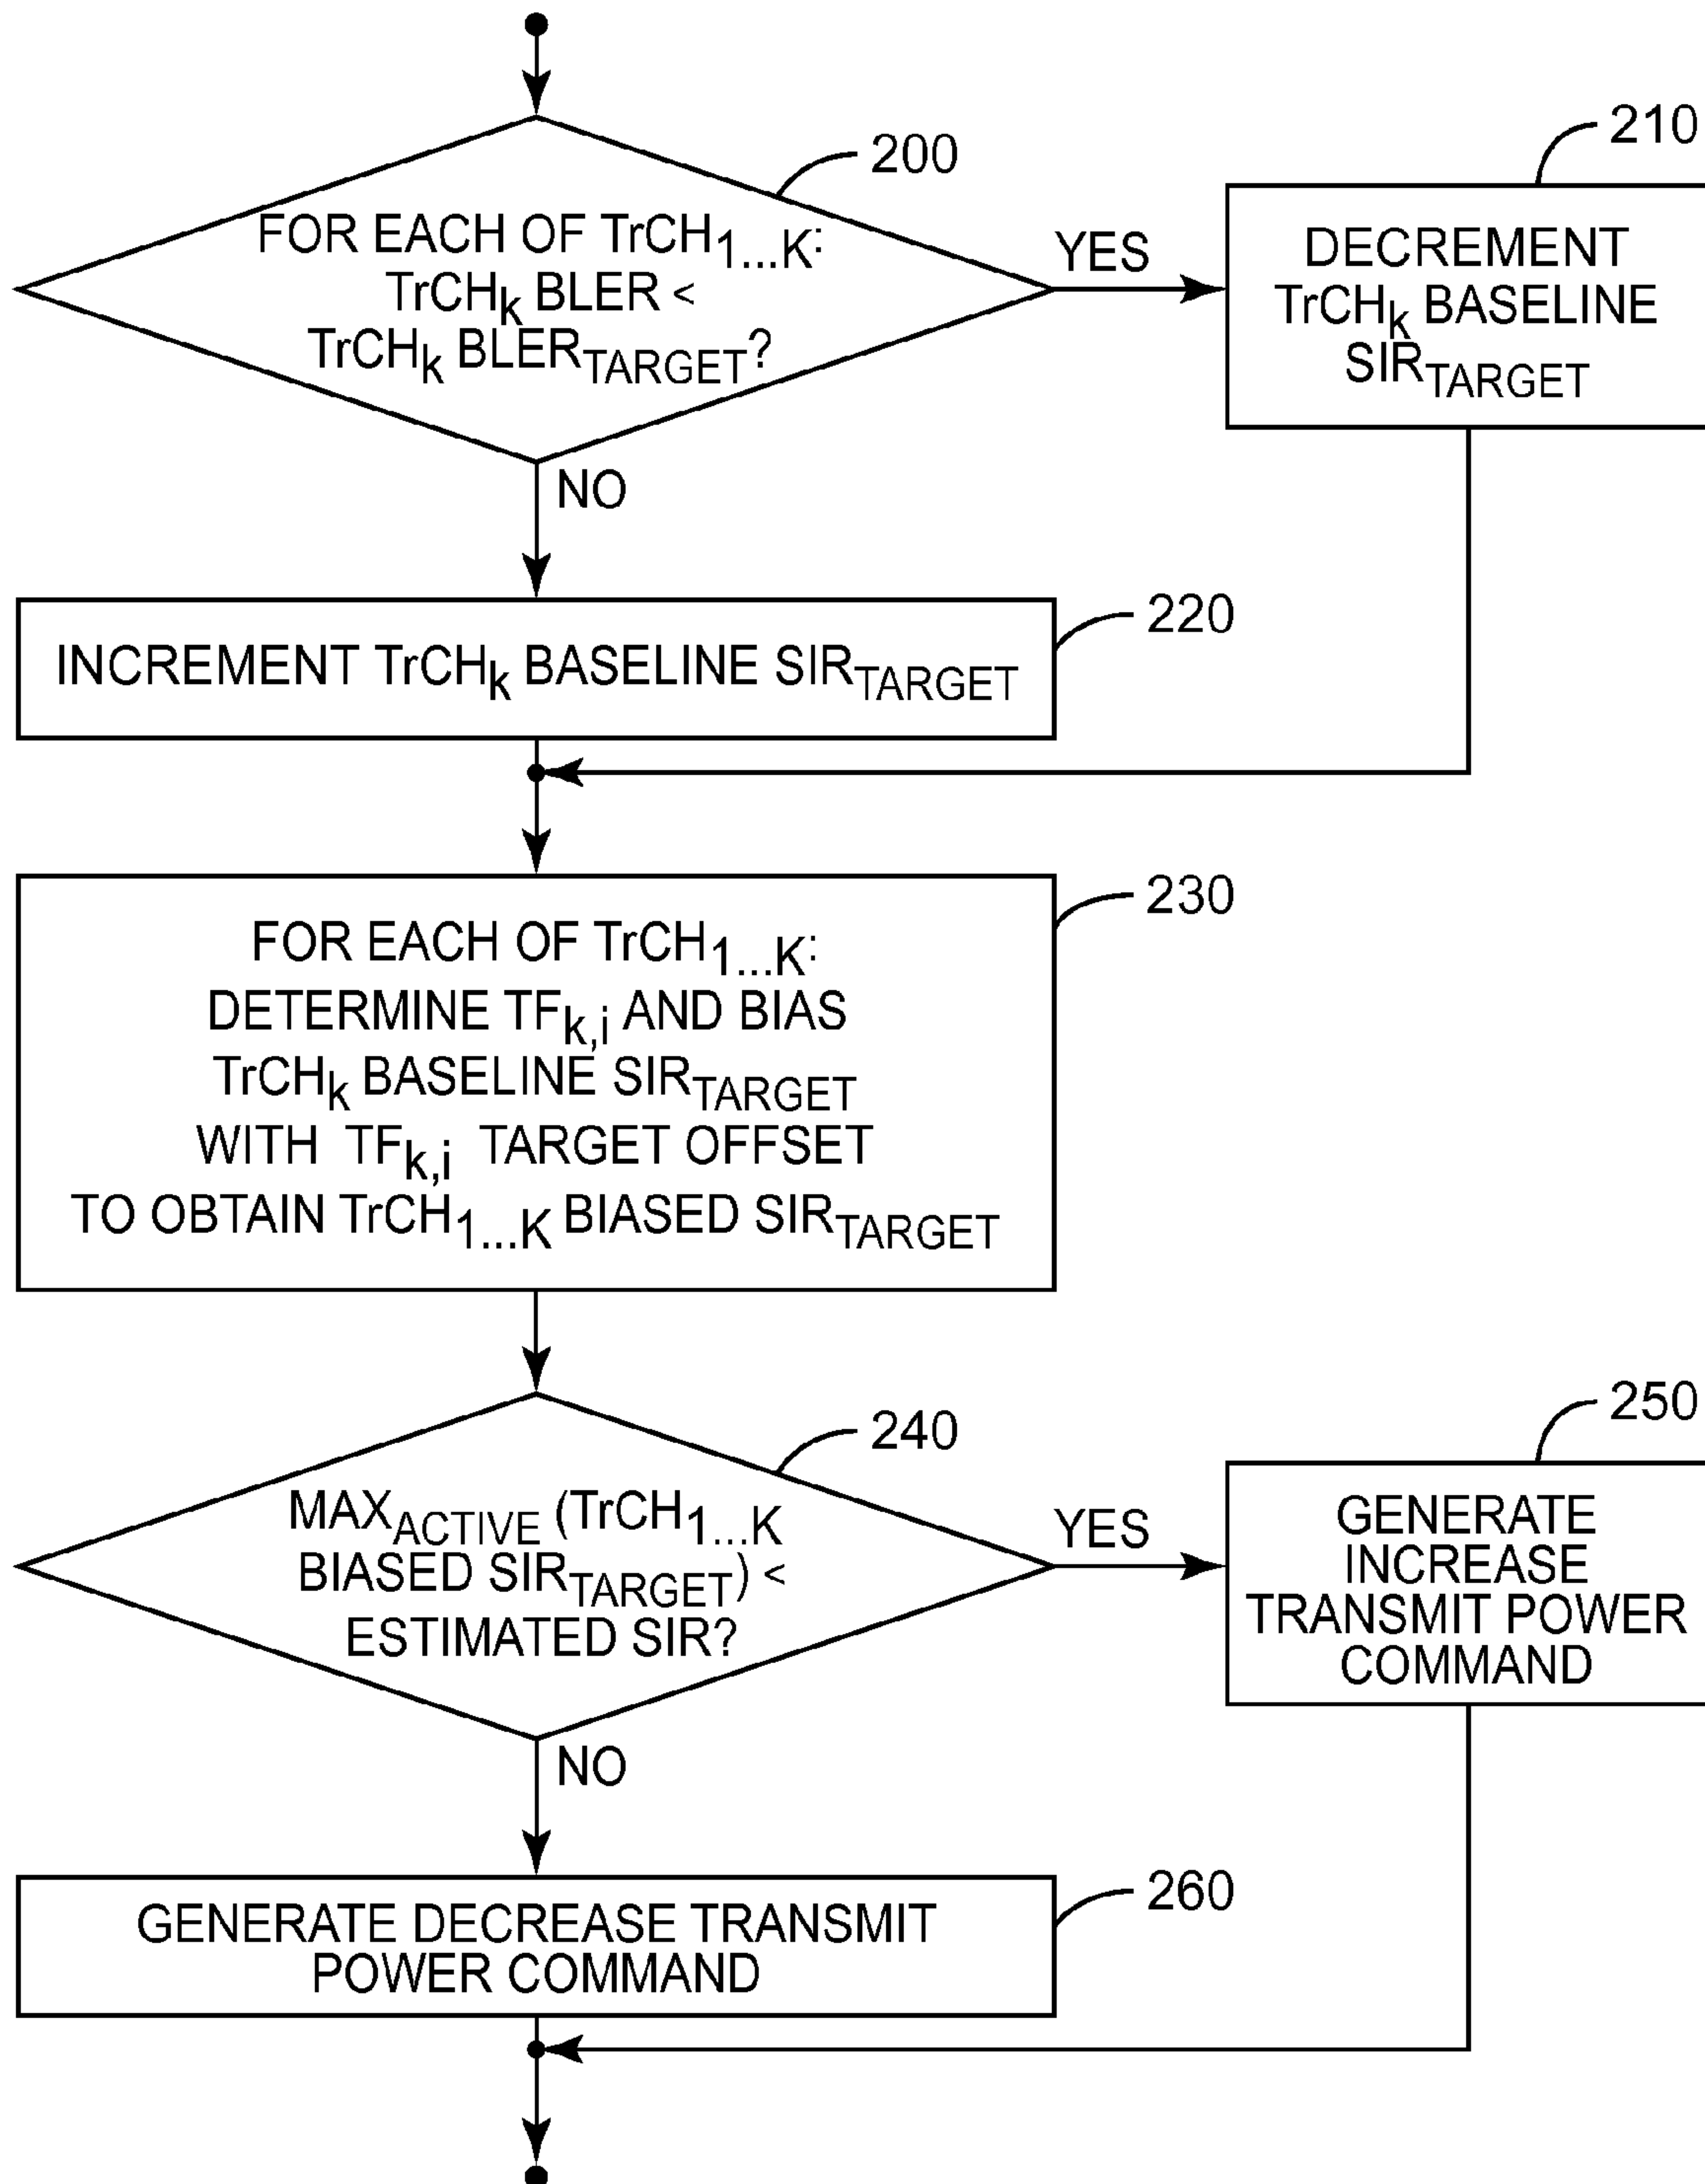 200
FOR EACH OF TrCH1...K:
TrCHk BLER <
TrCHk BLERTARGET?
YES
210
DECREMENT
TrCHk BASELINE
SIRTARGET
NO
220
INCREMENT TrCHk BASELINE SIRTARGET
230
FOR EACH OF TrCH1...K:
DETERMINE TFk,i AND BIAS
TrCHk BASELINE SIRTARGET
WITH TFk,i TARGET OFFSET
TO OBTAIN TrCH1...K BIASED SIRTARGET
240
MAXACTIVE (TrCH1...K
BIASED SIRTARGET) <
ESTIMATED SIR?
YES
250
GENERATE
INCREASE
TRANSMIT POWER
COMMAND
NO
260
GENERATE DECREASE TRANSMIT
POWER COMMAND